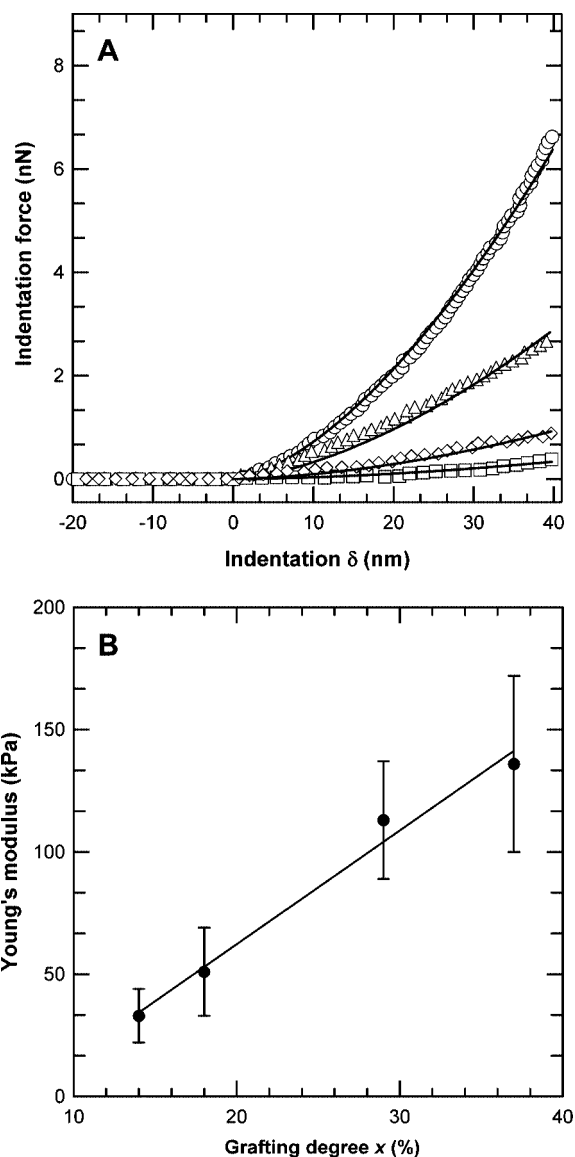 A
8
6
4
2
0
Indentation force (nN)
-20 -10 0 10 20 30 40
Indentation δ (nm)
B
200
150
100
50
0
Young's modulus (kPa)
10 20 30 40
Grafting degree x (%)